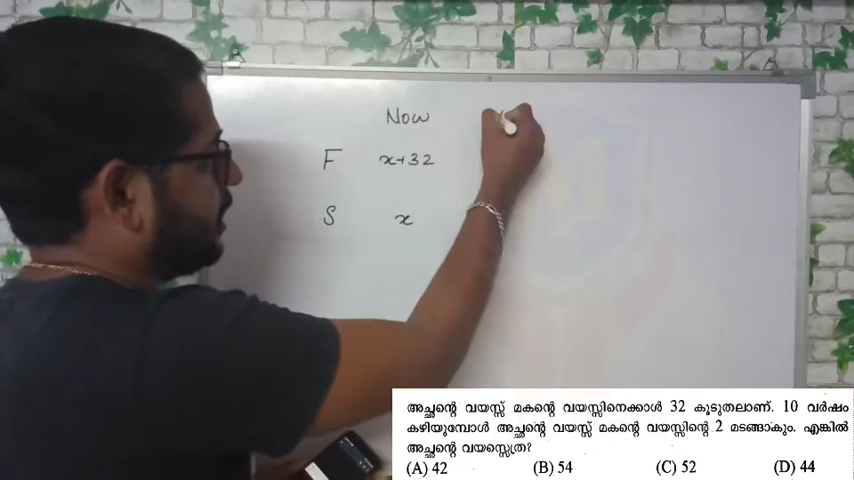 Now
F x+32
S x
അച്ഛന്റെ വയസ്സ് മകന്റെ വയസ്സിനെക്കാൾ 32 കൂടുതലാണ്. 10 വർഷം
കഴിയുമ്പോൾ അച്ഛന്റെ വയസ്സ് മകന്റെ വയസ്സിന്റെ 2 മടങ്ങാകും. എങ്കിൽ
അച്ഛന്റെ വയസ്സെത്ര?
(A) 42 (B) 54 (C) 52 (D) 44